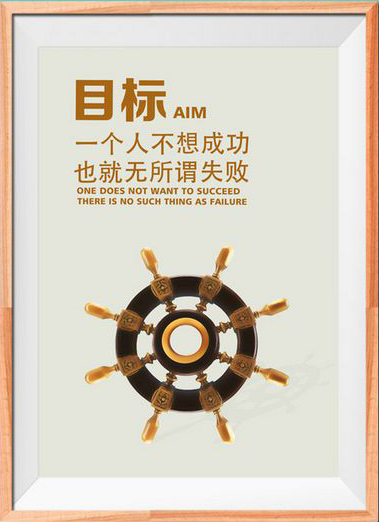 目标 AIM
一个人不想成功
也就无所谓失败
ONE DOES NOT WANT TO SUCCEED
THERE IS NO SUCH THING AS FAILURE